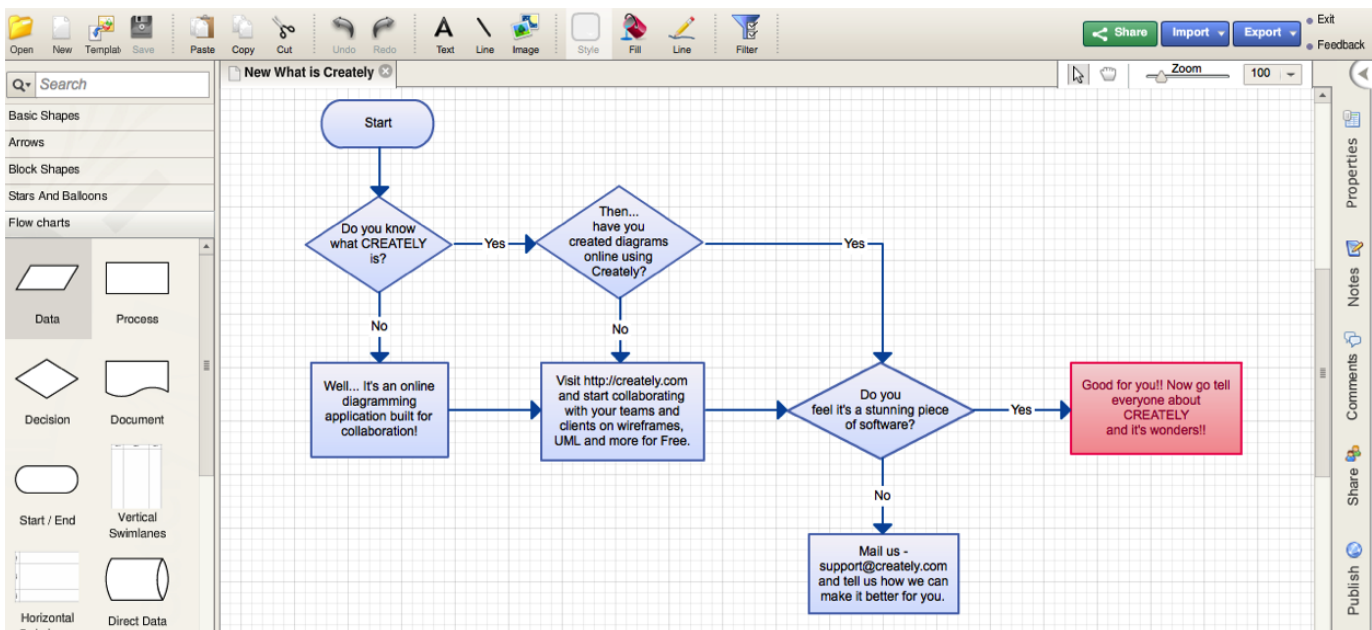 Open New Templat Save Paste Copy Cut Undo Redo Text Line Image Style Fill Line Filter
Share Import Export
Exit
Feedback
New What is Creately
Zoom
100
Search
Basic Shapes
Arrows
Block Shapes
Stars And Balloons
Flow charts
Data
Process
Decision
Document
Start / End
Vertical
Swimlanes
Horizontal
Direct Data
Start
Do you know
what CREATELY
is?
Yes
Then...
have you
created diagrams
online using
Creately?
Yes
No
No
Well... It's an online
diagramming
application built for
collaboration!
Visit http://creately.com
and start collaborating
with your teams and
clients on wireframes,
UML and more for Free.
Do you
feel it's a stunning piece
of software?
Yes
Good for you!! Now go tell
everyone about
CREATELY
and it's wonders!!
No
Mail us -
support@creately.com
and tell us how we can
make it better for you.
Properties
Notes
Comments
Share
Publish